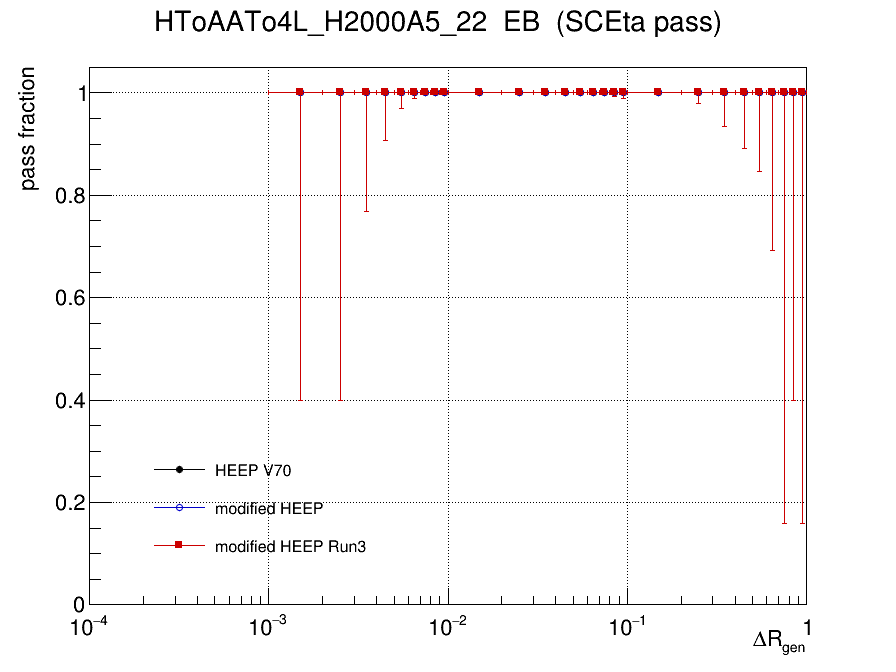 HToAATo4L_H2000A5_22 EB (SCEta pass)
pass fraction
1
0.8
0.6
0.4
0.2
0
HEEP V70
modified HEEP
modified HEEP Run3
10⁻⁴ 10⁻³ 10⁻² 10⁻¹ 1
ΔR_gen